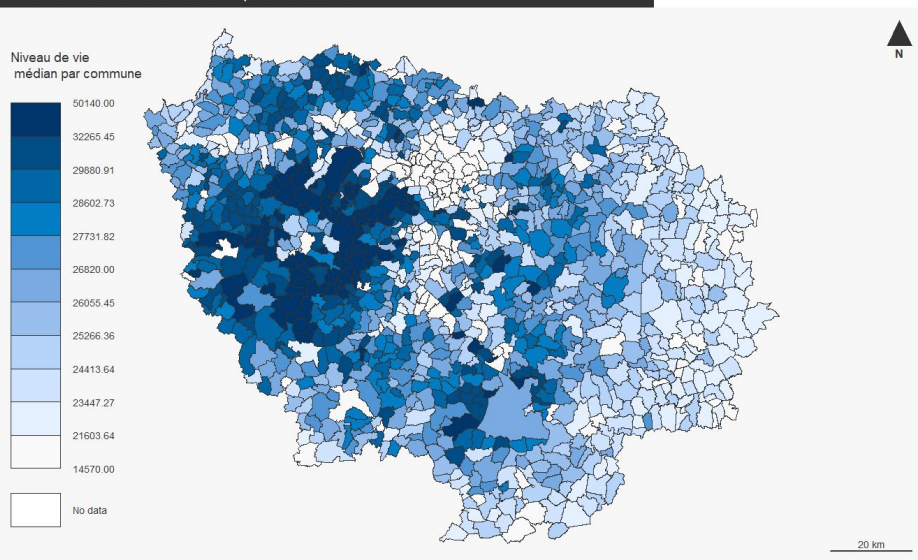 Niveau de vie
médian par commune
50140.00
32265.45
29880.91
28602.73
27731.82
26820.00
26055.45
25266.36
24413.64
23447.27
21603.64
14570.00
No data
N
20 km